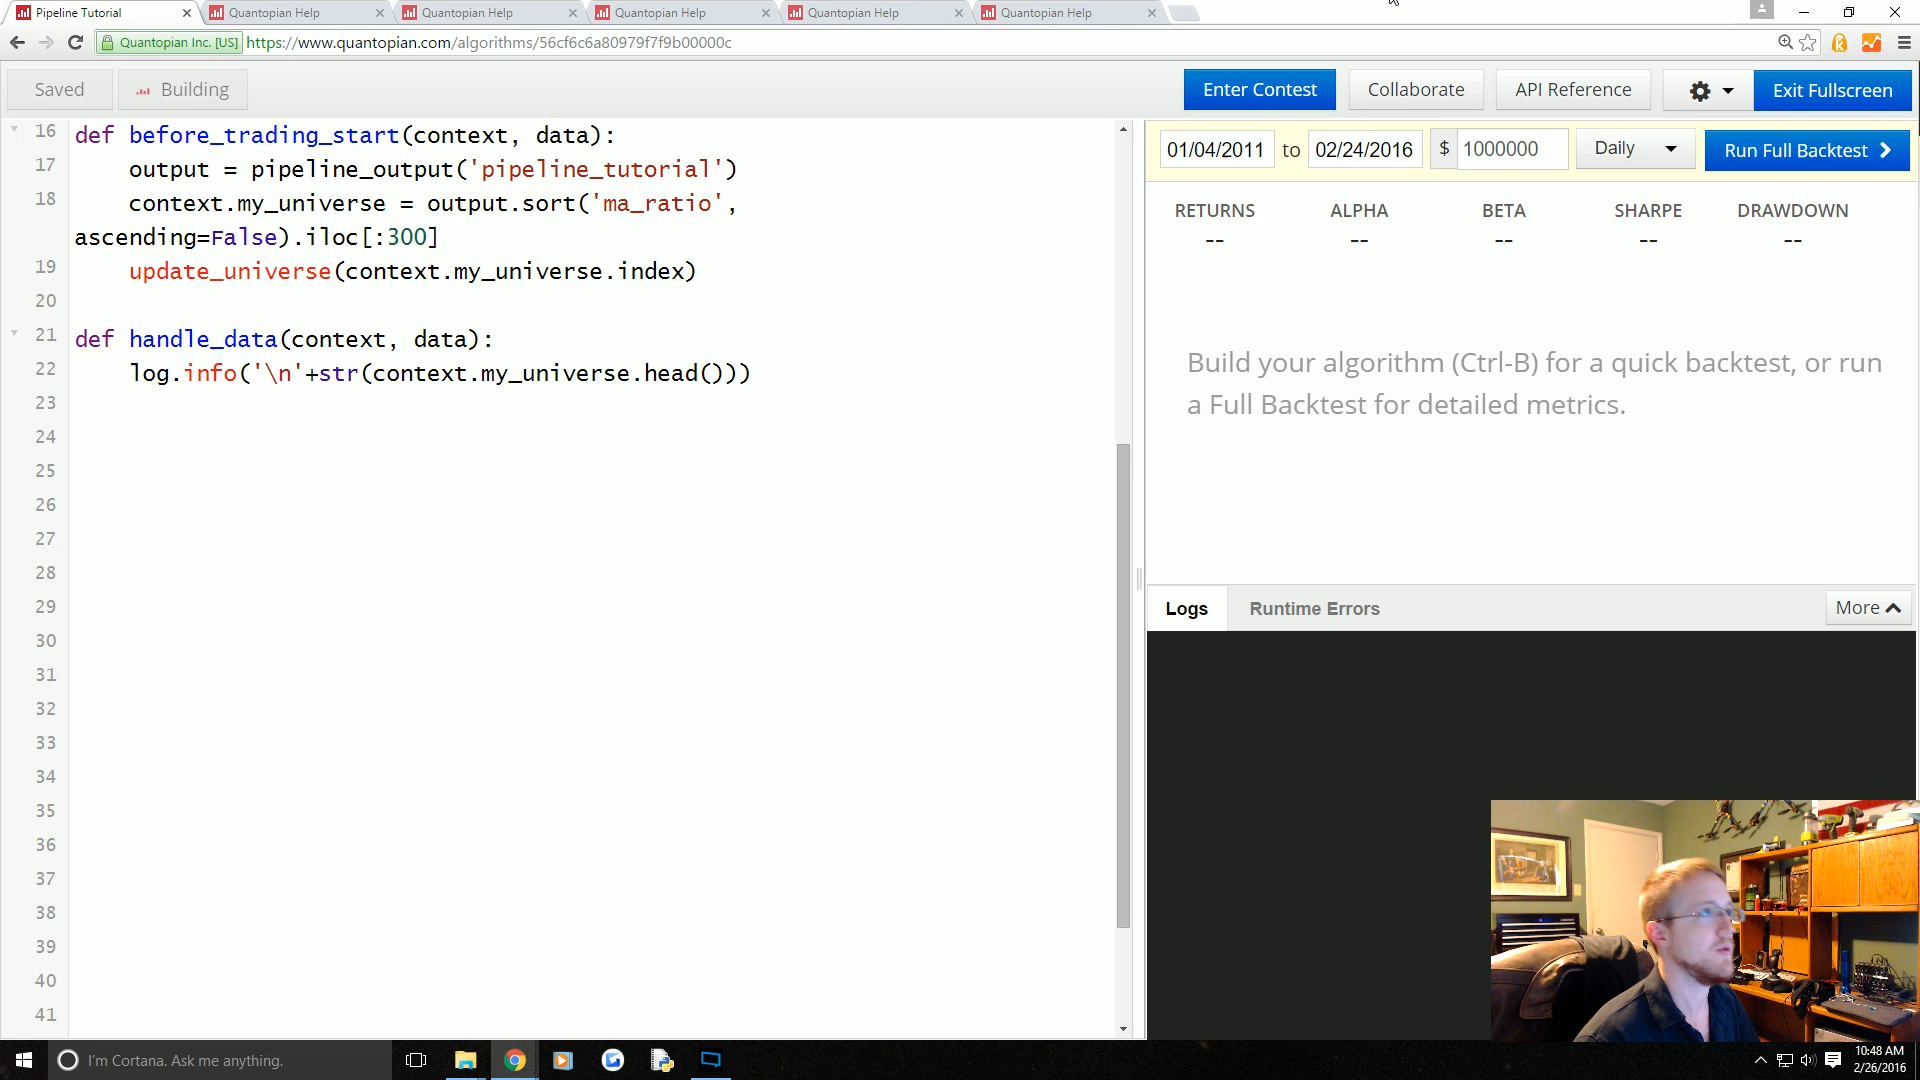 Pipeline Tutorial
Quantopian Help
Quantopian Help
Quantopian Help
Quantopian Help
Quantopian Help
Quantopian Inc. [US]
https://www.quantopian.com/algorithms/56cf6c6a80979f7f9b00000c
Saved
Building
Enter Contest
Collaborate
API Reference
Exit Fullscreen
16 def before_trading_start(context, data):
17 output = pipeline_output('pipeline_tutorial')
18 context.my_universe = output.sort('ma_ratio',
ascending=False).iloc[:300]
19 update_universe(context.my_universe.index)
20
21 def handle_data(context, data):
22 log.info('\n'+str(context.my_universe.head()))
23
24
25
26
27
28
29
30
31
32
33
34
35
36
37
38
39
40
41
01/04/2011 to 02/24/2016 $ 1000000 Daily Run Full Backtest
RETURNS ALPHA BETA SHARPE DRAWDOWN
-- -- -- -- --
Build your algorithm (Ctrl-B) for a quick backtest, or run
a Full Backtest for detailed metrics.
Logs Runtime Errors More
I'm Cortana. Ask me anything.
10:48 AM
2/26/2016